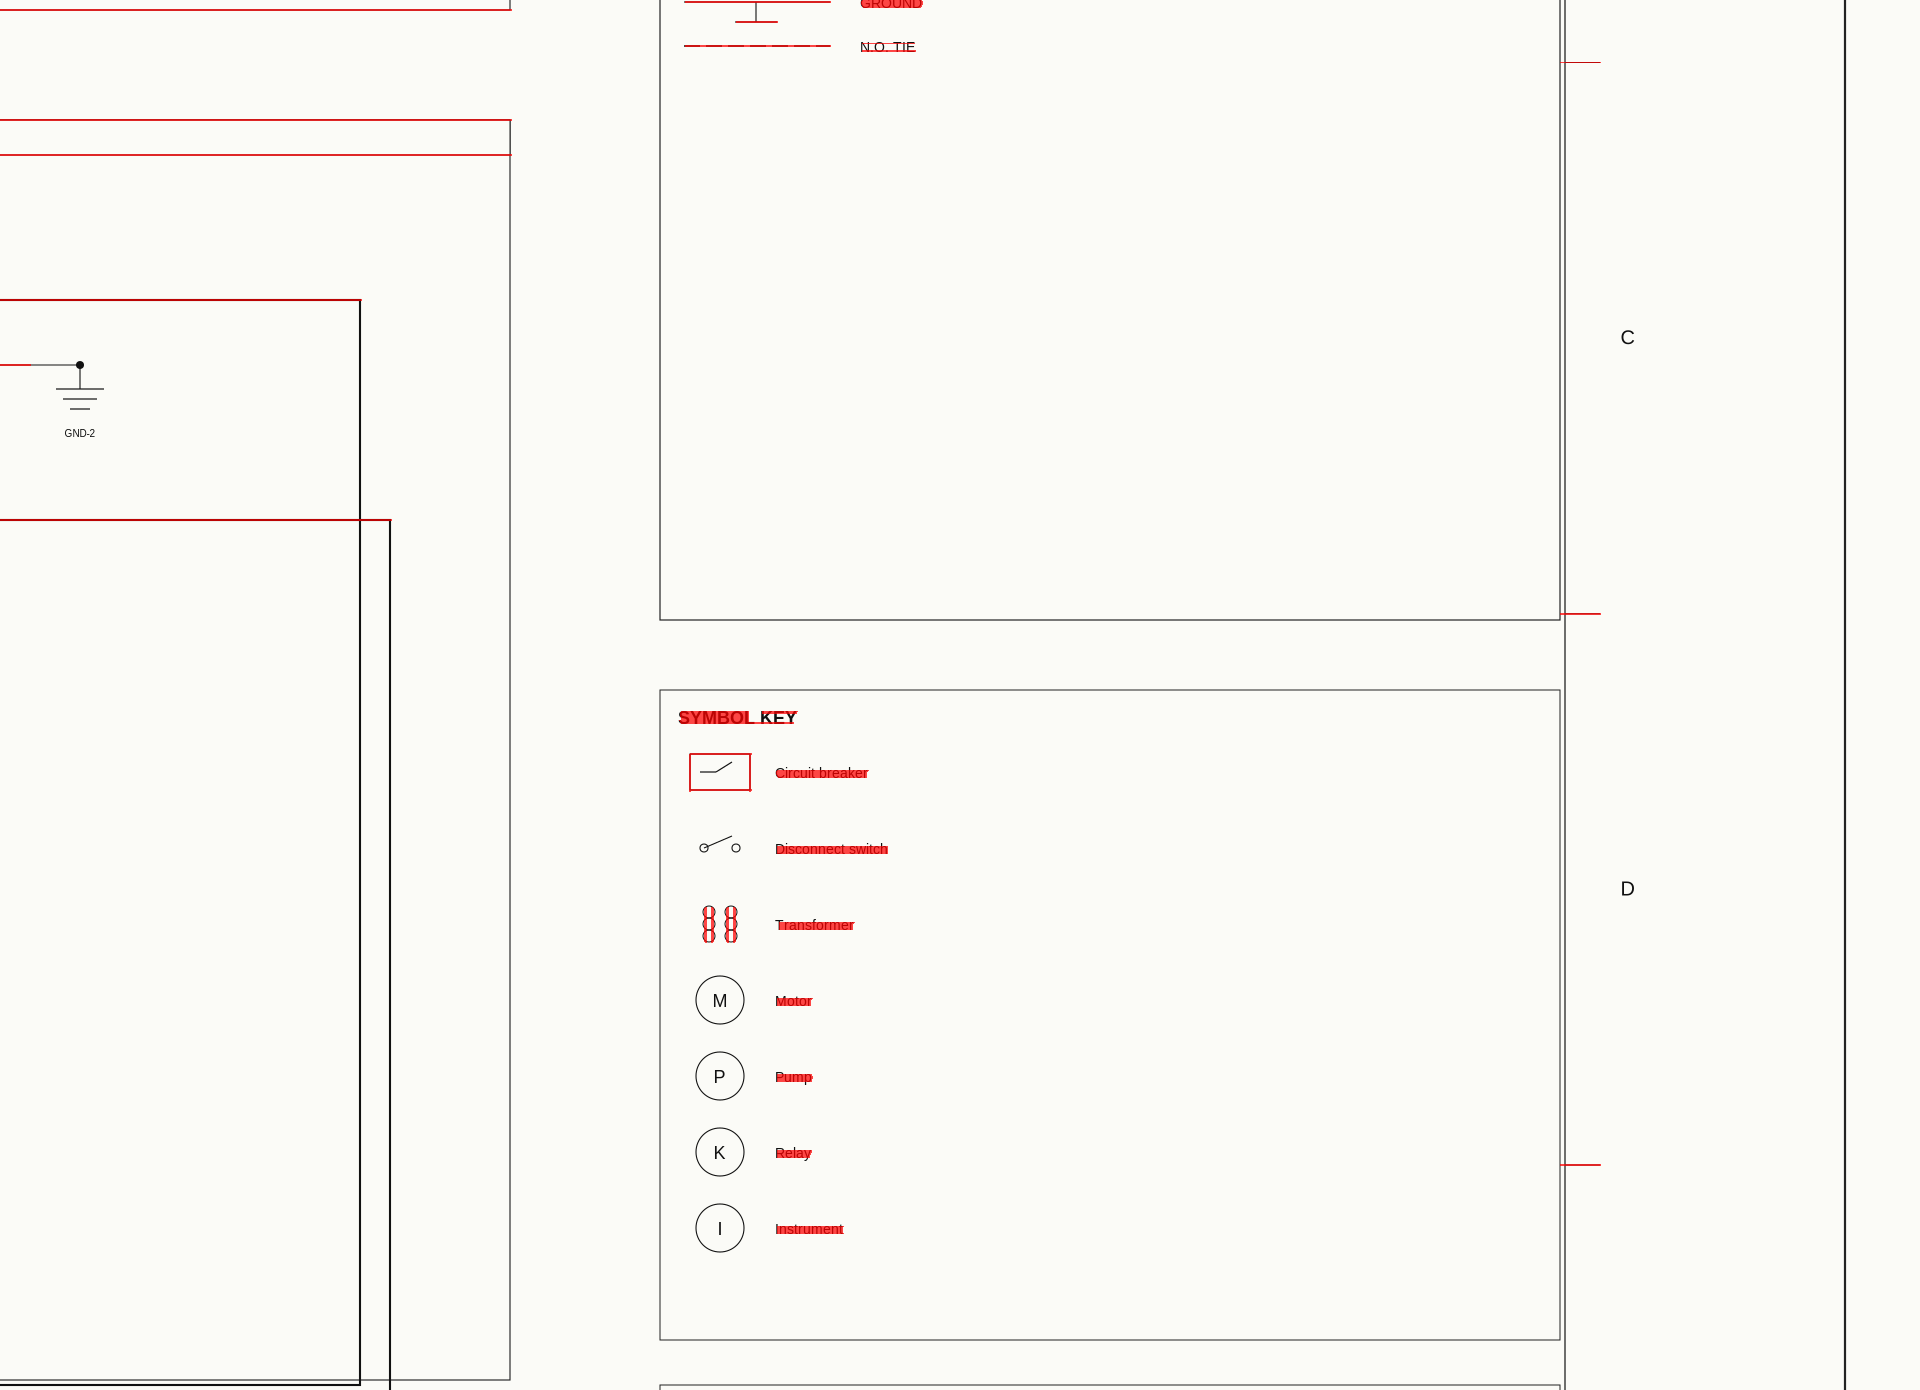 GROUND
N.O. TIE
C
GND-2
SYMBOL KEY
Circuit breaker
Disconnect switch
D
Transformer
M Motor
P Pump
K Relay
I Instrument